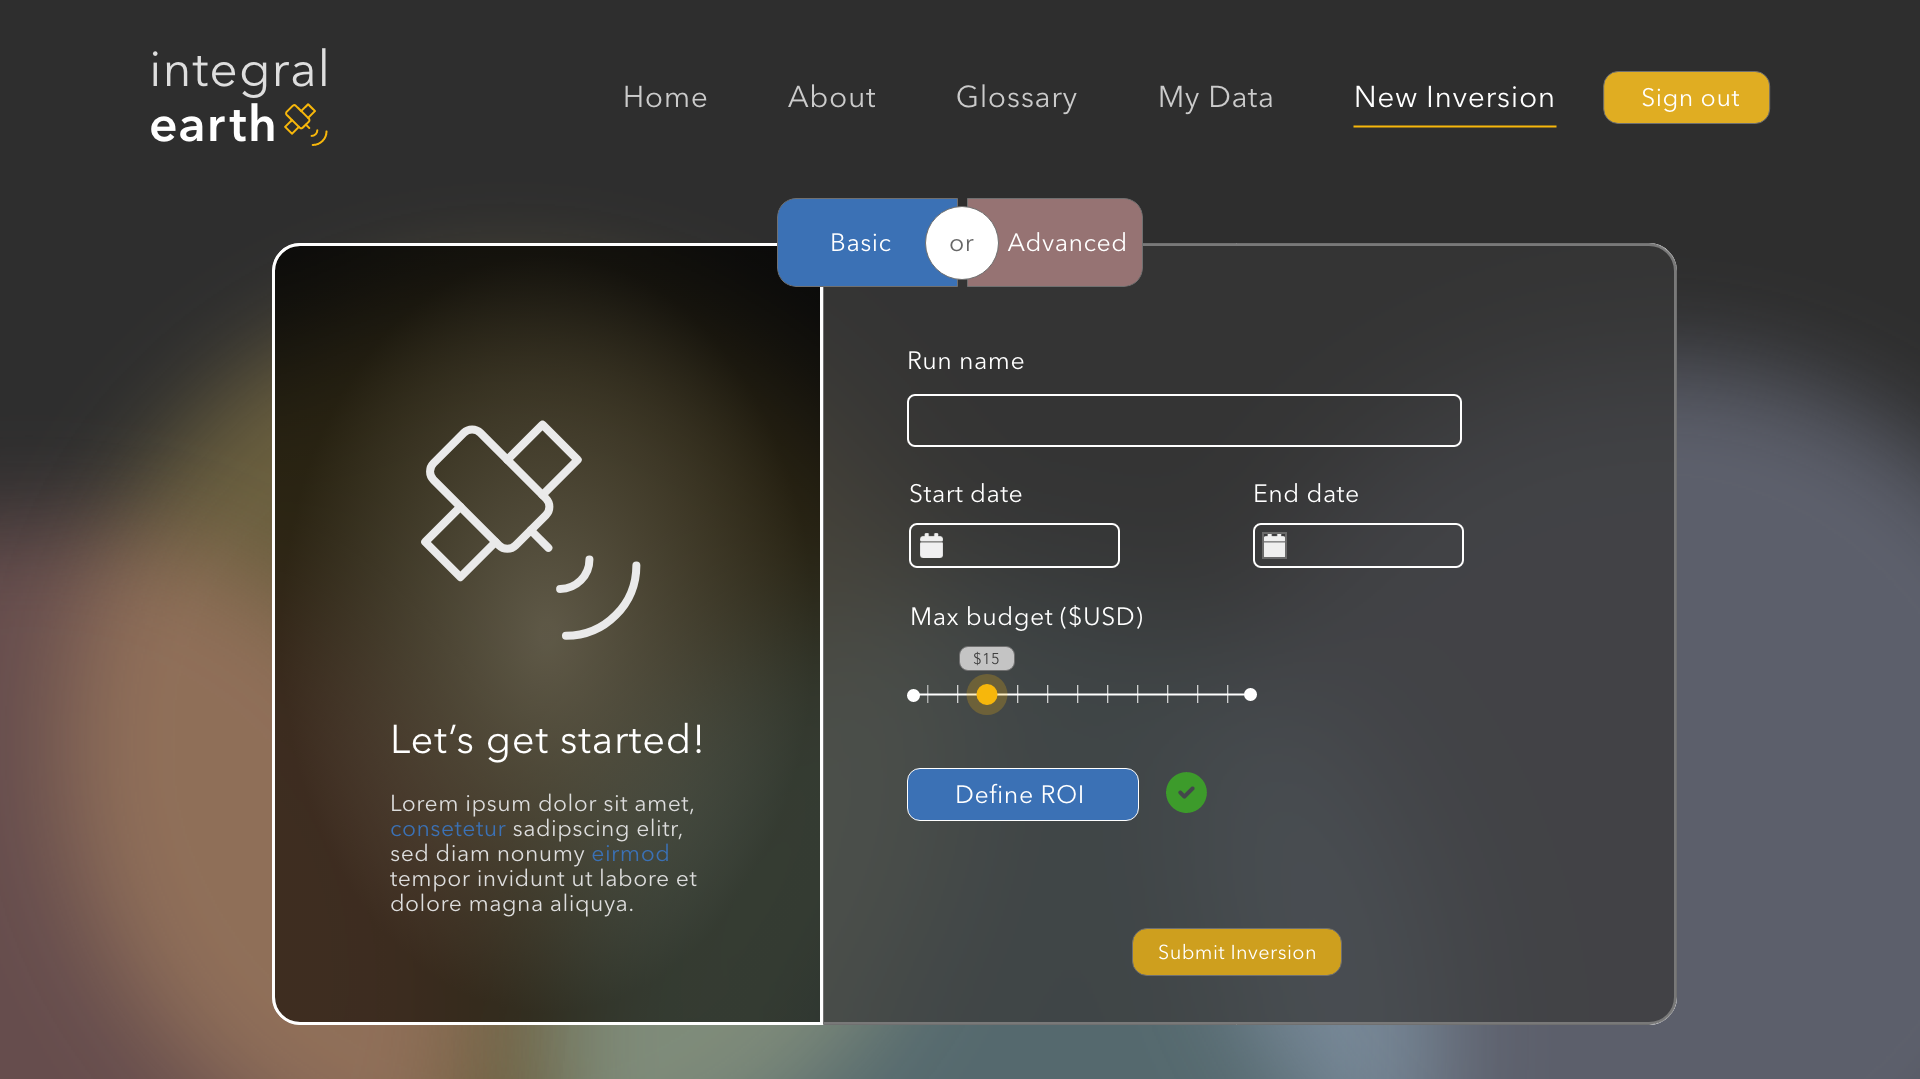 integral
earth
Home
About
Glossary
My Data
New Inversion
Sign out
Basic
or
Advanced
Let’s get started!
Lorem ipsum dolor sit amet,
consetetur sadipscing elitr,
sed diam nonumy eirmod
tempor invidunt ut labore et
dolore magna aliquya.
Run name
Start date
End date
Max budget ($USD)
$15
Define ROI
Submit Inversion